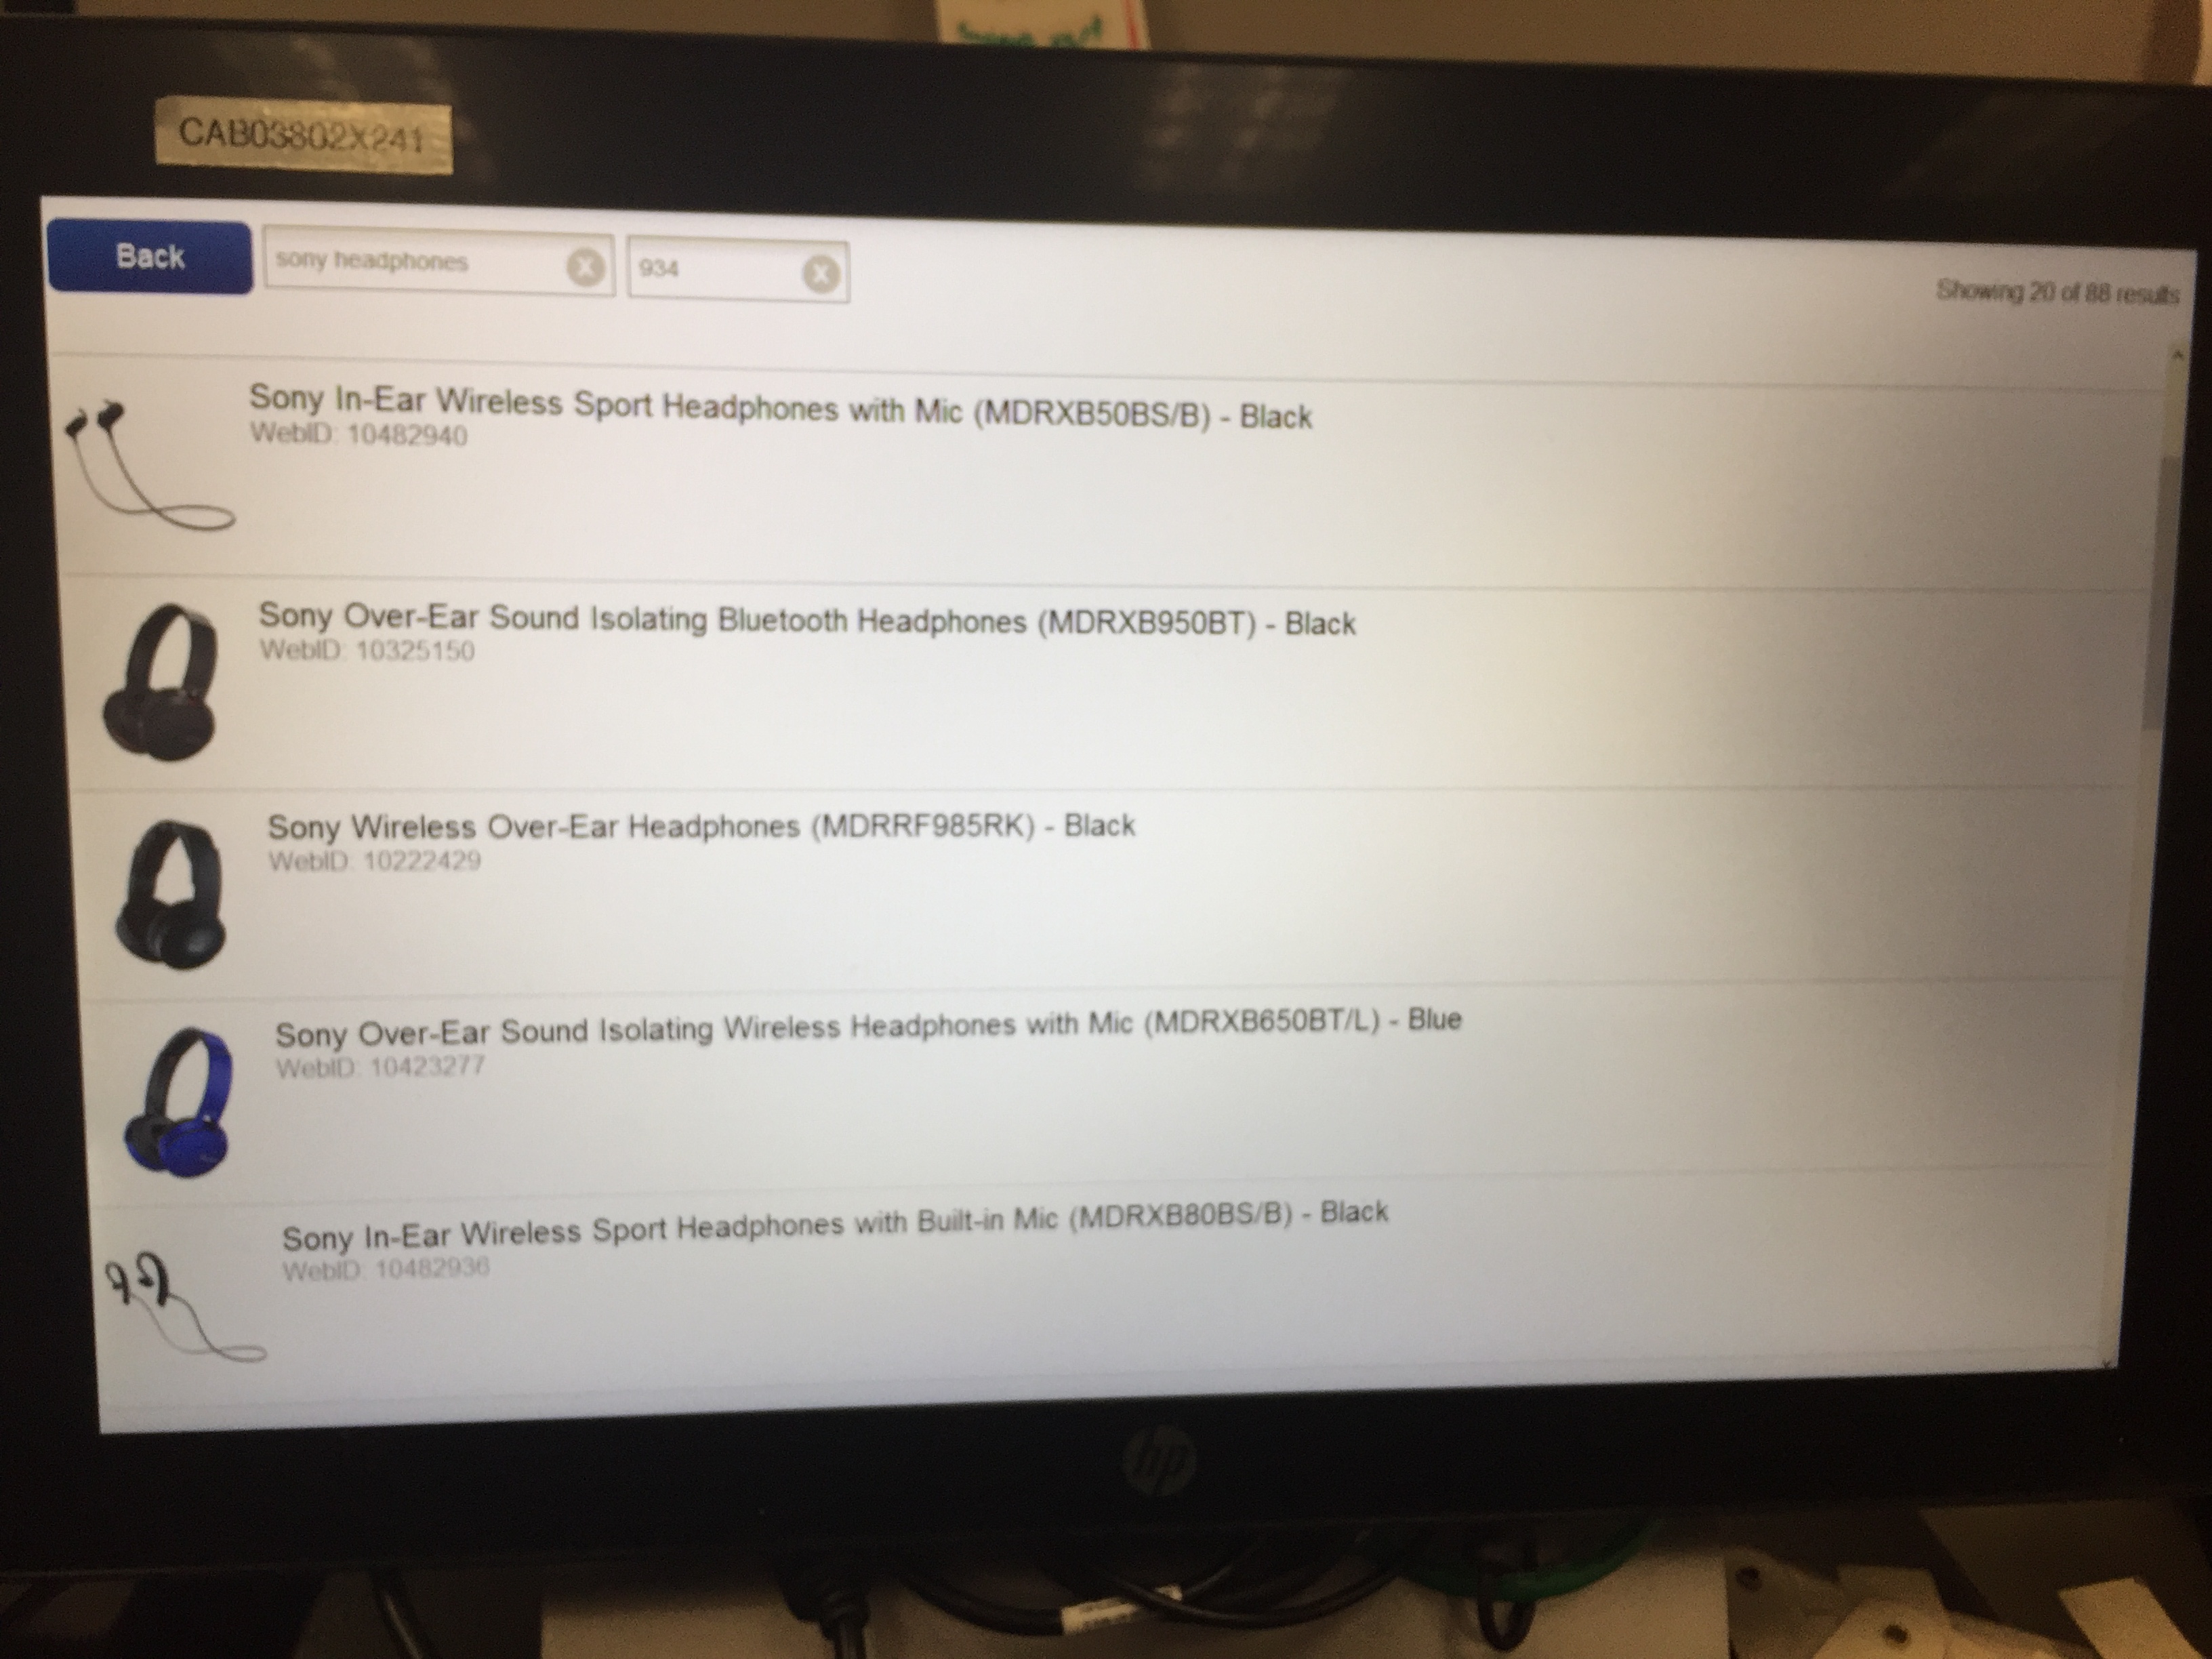 CAB03802X241
Back
sony headphones
934
Showing 20 of 88 results
Sony In-Ear Wireless Sport Headphones with Mic (MDRXB50BS/B) - Black
WebID: 10482940
Sony Over-Ear Sound Isolating Bluetooth Headphones (MDRXB950BT) - Black
WebID: 10325150
Sony Wireless Over-Ear Headphones (MDRRF985RK) - Black
WebID: 10222429
Sony Over-Ear Sound Isolating Wireless Headphones with Mic (MDRXB650BT/L) - Blue
WebID: 10423277
Sony In-Ear Wireless Sport Headphones with Built-in Mic (MDRXB80BS/B) - Black
WebID: 10482936
hp